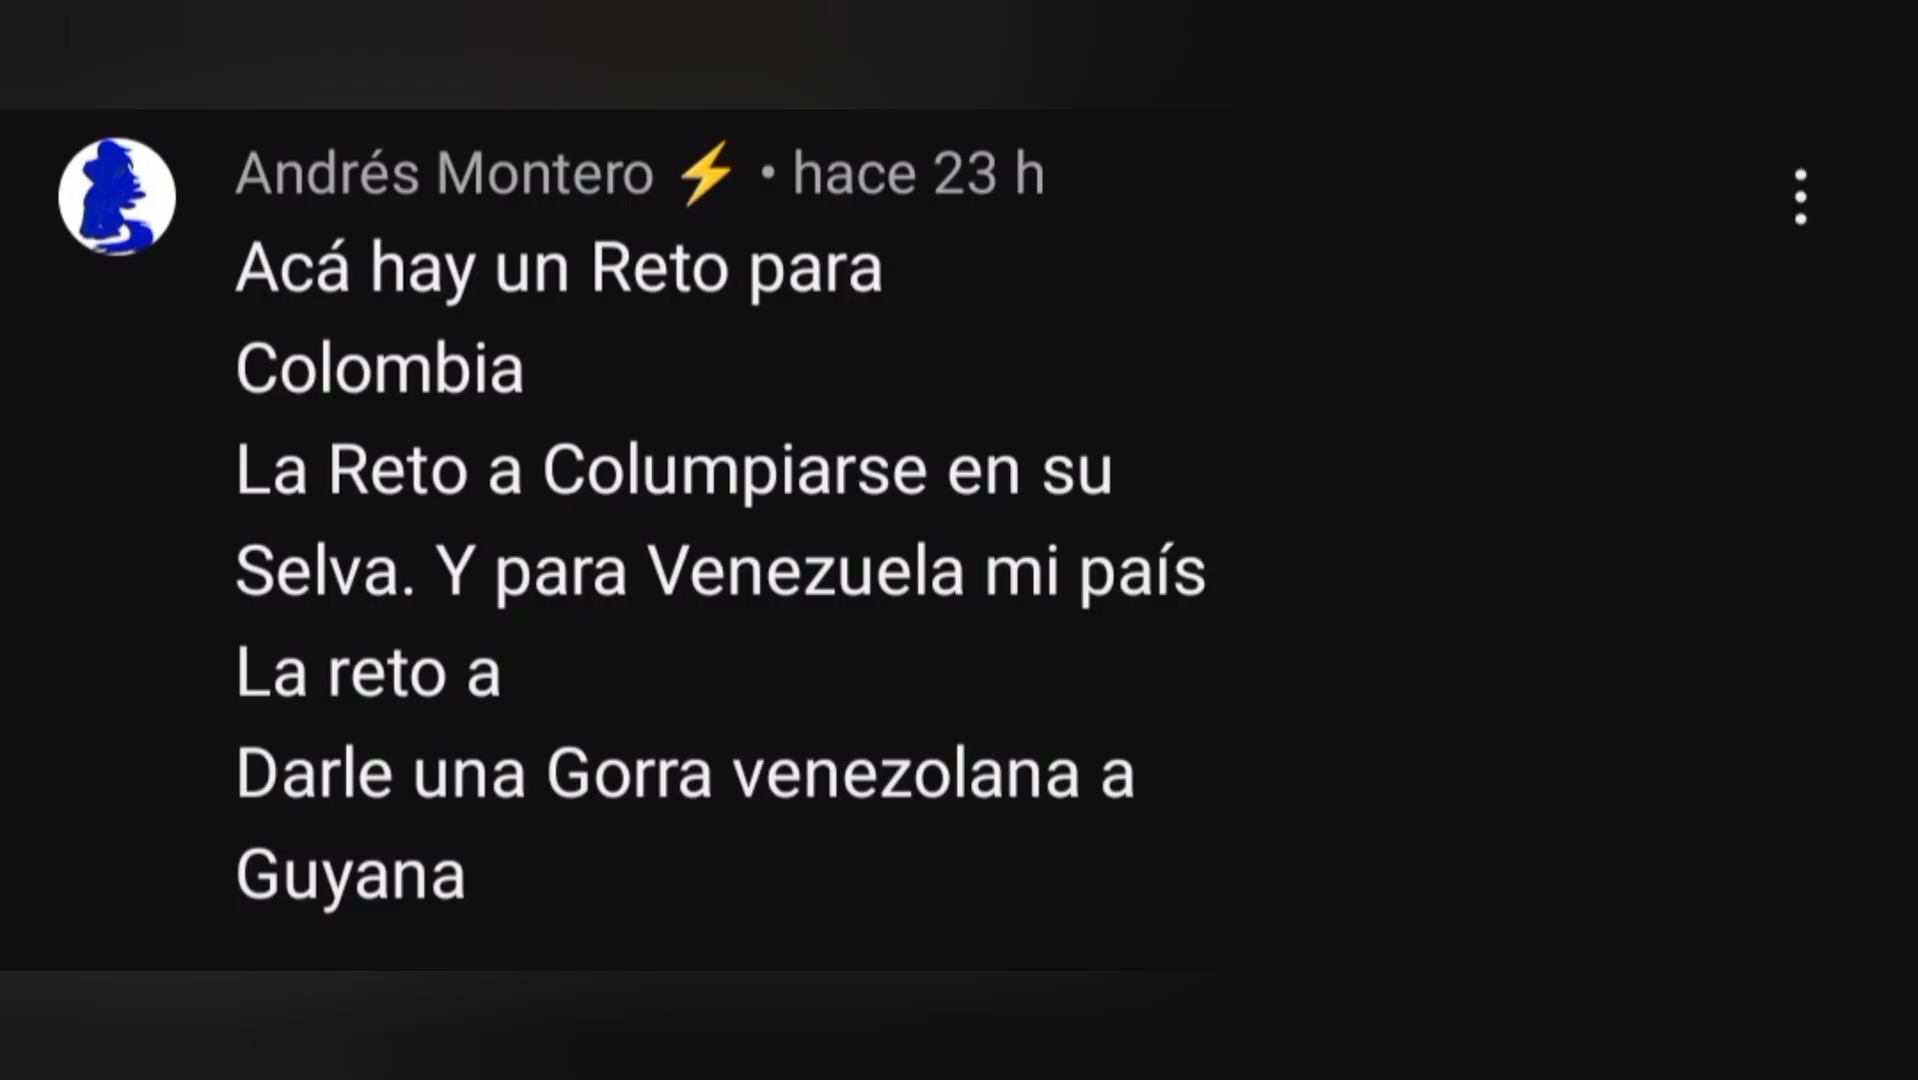 Andrés Montero ⚡ • hace 23 h
Acá hay un Reto para
Colombia
La Reto a Columpiarse en su
Selva. Y para Venezuela mi país
La reto a
Darle una Gorra venezolana a
Guyana